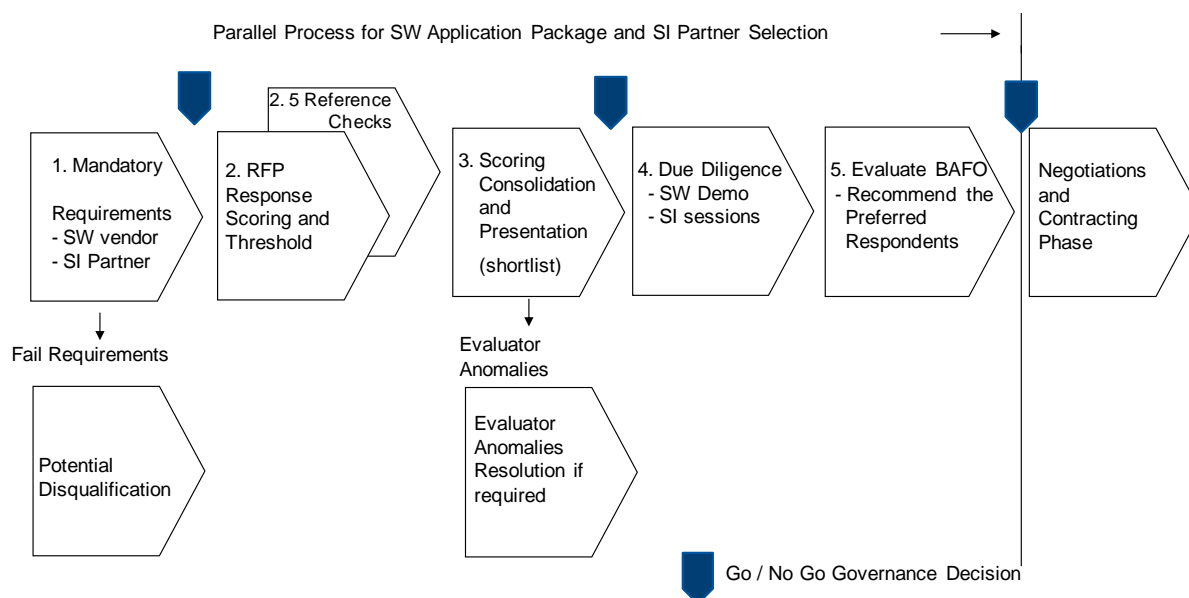 Parallel Process for SW Application Package and SI Partner Selection
2. 5 Reference
Checks
1. Mandatory
Requirements
- SW vendor
- SI Partner
2. RFP
Response
Scoring and
Threshold
3. Scoring
Consolidation
and
Presentation
(shortlist)
4. Due Diligence
- SW Demo
- SI sessions
5. Evaluate BAFO
- Recommend the
Preferred
Respondents
Negotiations
and
Contracting
Phase
Fail Requirements
Evaluator
Anomalies
Potential
Disqualification
Evaluator
Anomalies
Resolution if
required
Go / No Go Governance Decision